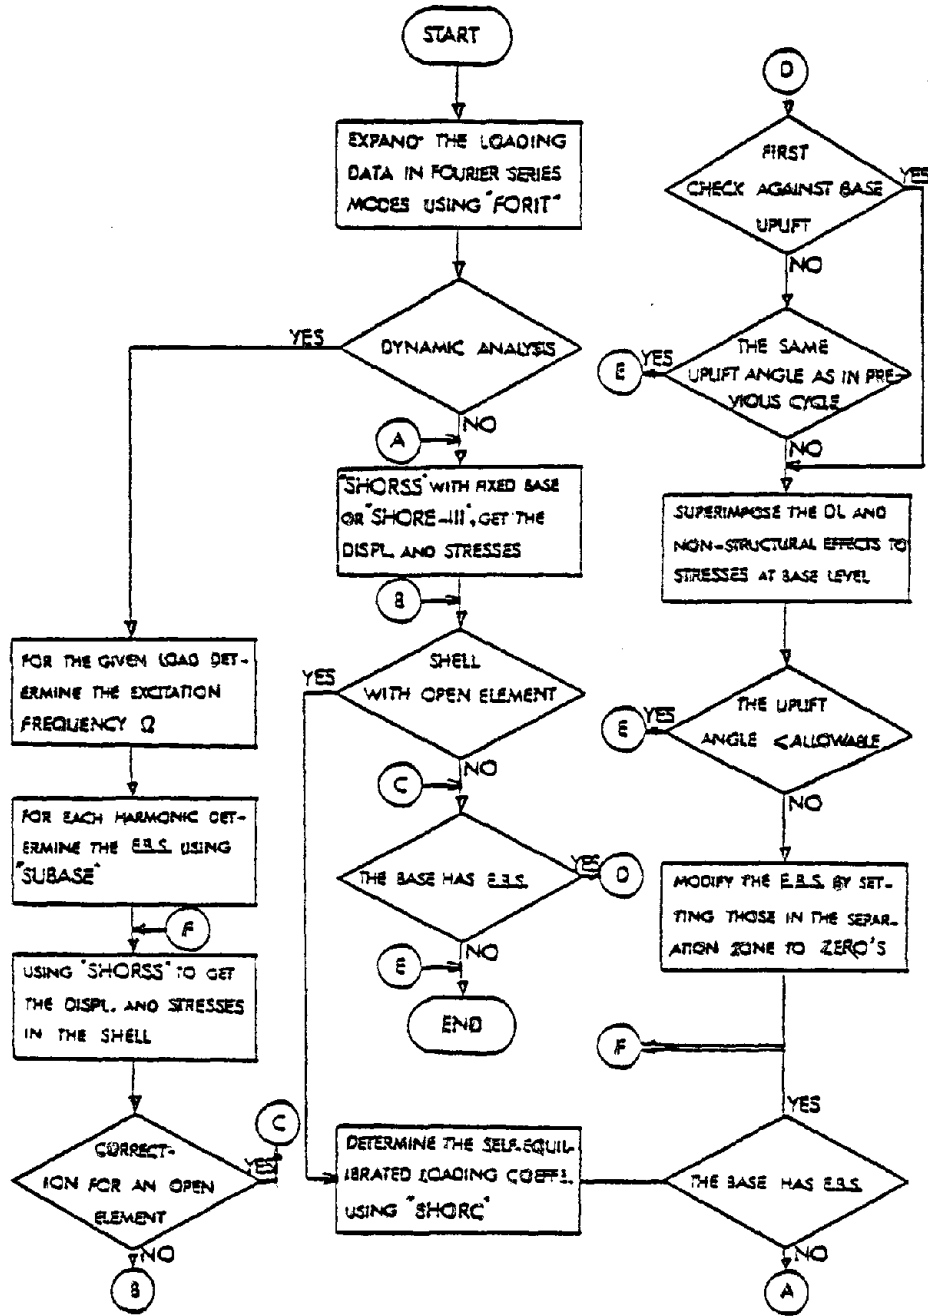 START
EXPAND THE LOADING
DATA IN FOURIER SERIES
MODES USING "FORIT"
YES
DYNAMIC ANALYSIS
NO
A
"SHORSS" WITH FIXED BASE
OR "SHORE-III", GET THE
DISPL. AND STRESSES
B
FOR THE GIVEN LOAD DET-
ERMINE THE EXCITATION
FREQUENCY Ω
YES
SHELL
WITH OPEN ELEMENT
NO
C
FOR EACH HARMONIC DET-
ERMINE THE E.B.S. USING
"SUBASE"
THE BASE HAS E.B.S.
YES
D
NO
E
END
F
USING "SHORSS" TO GET
THE DISPL. AND STRESSES
IN THE SHELL
CORRECT-
ION FOR AN OPEN
ELEMENT
YES
C
NO
B
DETERMINE THE SELF-EQUIL-
IBRATED LOADING COEFFI.
USING "SHORC"
D
FIRST
CHECK AGAINST BASE
UPLIFT
YES
NO
THE SAME
UPLIFT ANGLE AS IN PRE-
VIOUS CYCLE
YES
E
NO
SUPERIMPOSE THE DL AND
NON-STRUCTURAL EFFECTS TO
STRESSES AT BASE LEVEL
THE UPLIFT
ANGLE < ALLOWABLE
YES
E
NO
MODIFY THE E.B.S. BY SET-
TING THOSE IN THE SEPAR-
ATION ZONE TO ZERO'S
F
YES
THE BASE HAS E.B.S.
NO
A